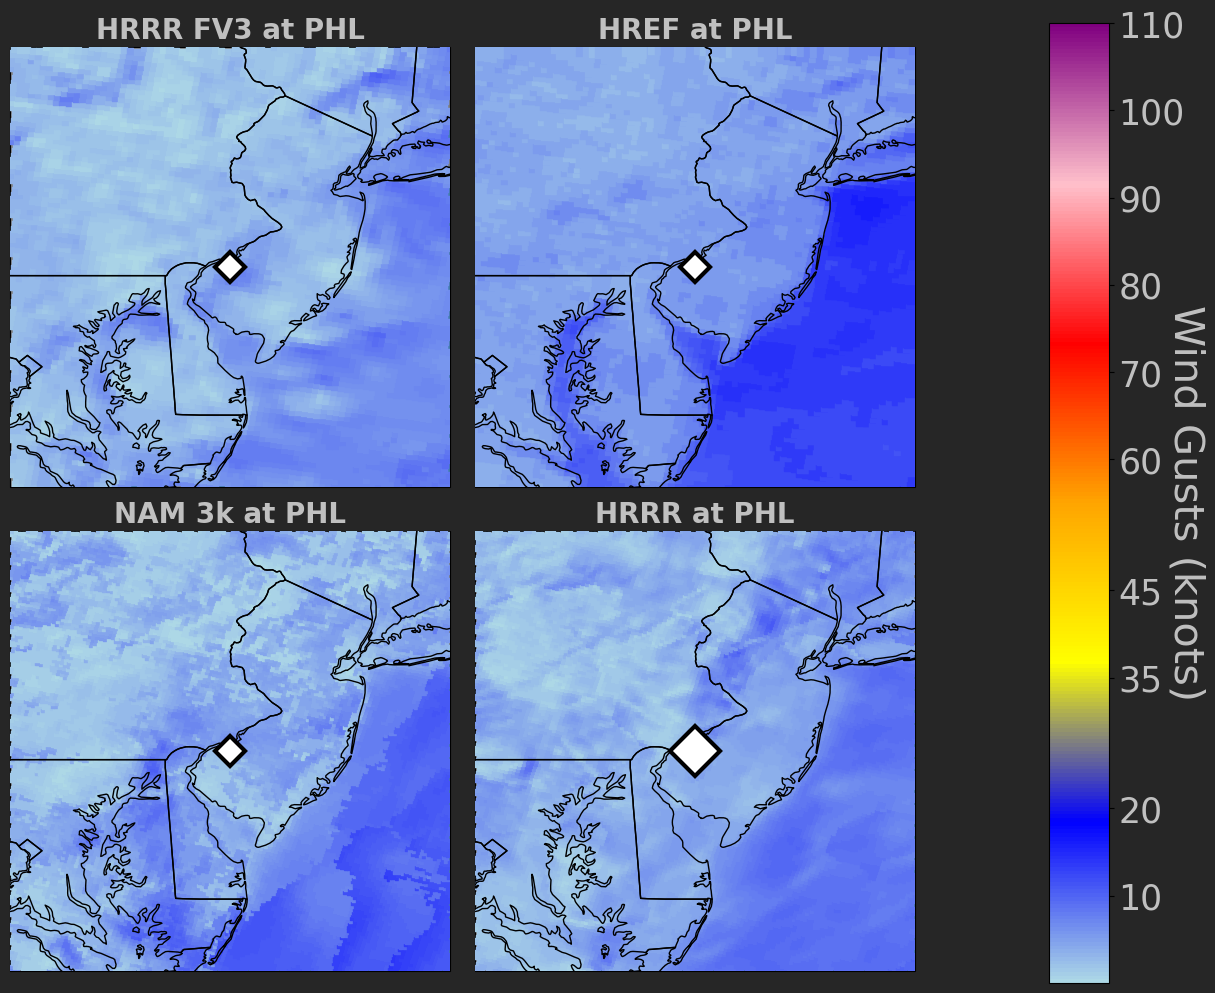 HRRR FV3 at PHL
HREF at PHL
NAM 3k at PHL
HRRR at PHL
110
100
90
80
70
60
45
35
20
10
Wind Gusts (knots)